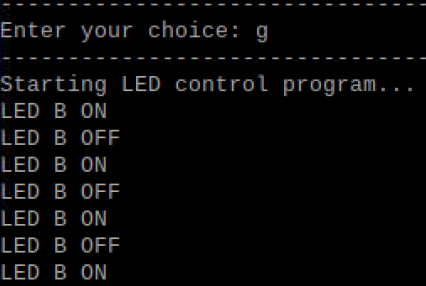 --------------------------------
Enter your choice: g
--------------------------------
Starting LED control program...
LED B ON
LED B OFF
LED B ON
LED B OFF
LED B ON
LED B OFF
LED B ON